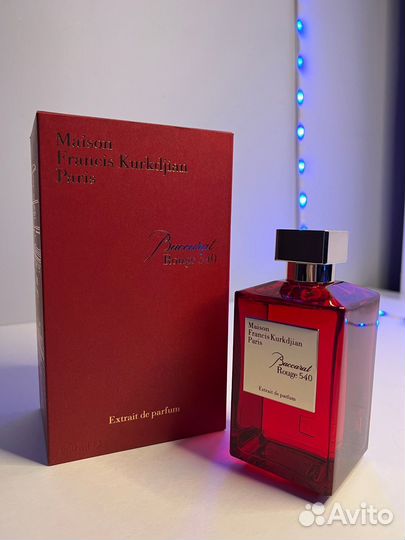 Maison
Francis Kurkdjian
Paris
Baccarat
Rouge 540
Extrait de parfum
Maison
Francis Kurkdjian
Paris
Baccarat
Rouge 540
Extrait de parfum
Avito